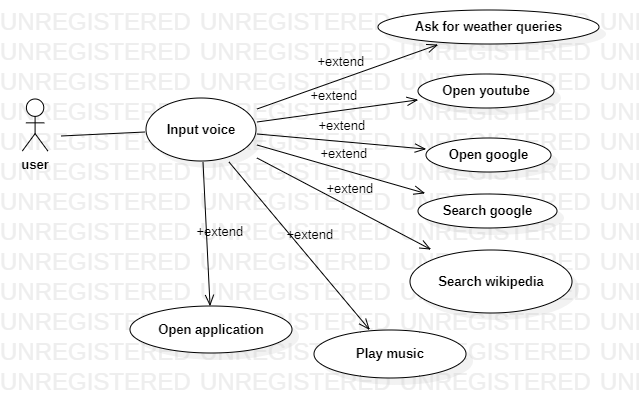 UNREGISTERED UNREGISTERED UNREGISTERED UNREGISTERED
Ask for weather queries
+extend
Open youtube
+extend
Input voice
+extend
Open google
+extend
user
+extend
Search google
+extend
+extend
Search wikipedia
Open application
Play music